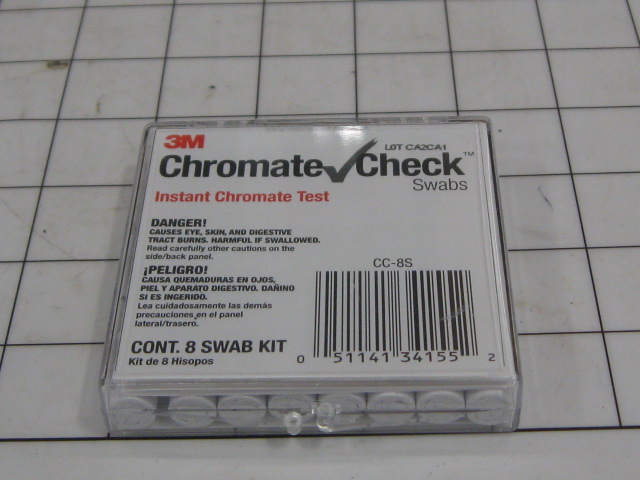 3M
LOT CA2CA1
Chromate Check™
Swabs
Instant Chromate Test
DANGER!
CAUSES EYE, SKIN, AND DIGESTIVE
TRACT BURNS. HARMFUL IF SWALLOWED.
Read carefully other cautions on the
side/back panel.
¡PELIGRO!
CAUSA QUEMADURAS EN OJOS,
PIEL Y APARATO DIGESTIVO. DAÑINO
SI ES INGERIDO.
Lea cuidadosamente las demás
precauciones en el panel
lateral/trasero.
CONT. 8 SWAB KIT
Kit de 8 Hisopos
CC-8S
0 51141 34155 2